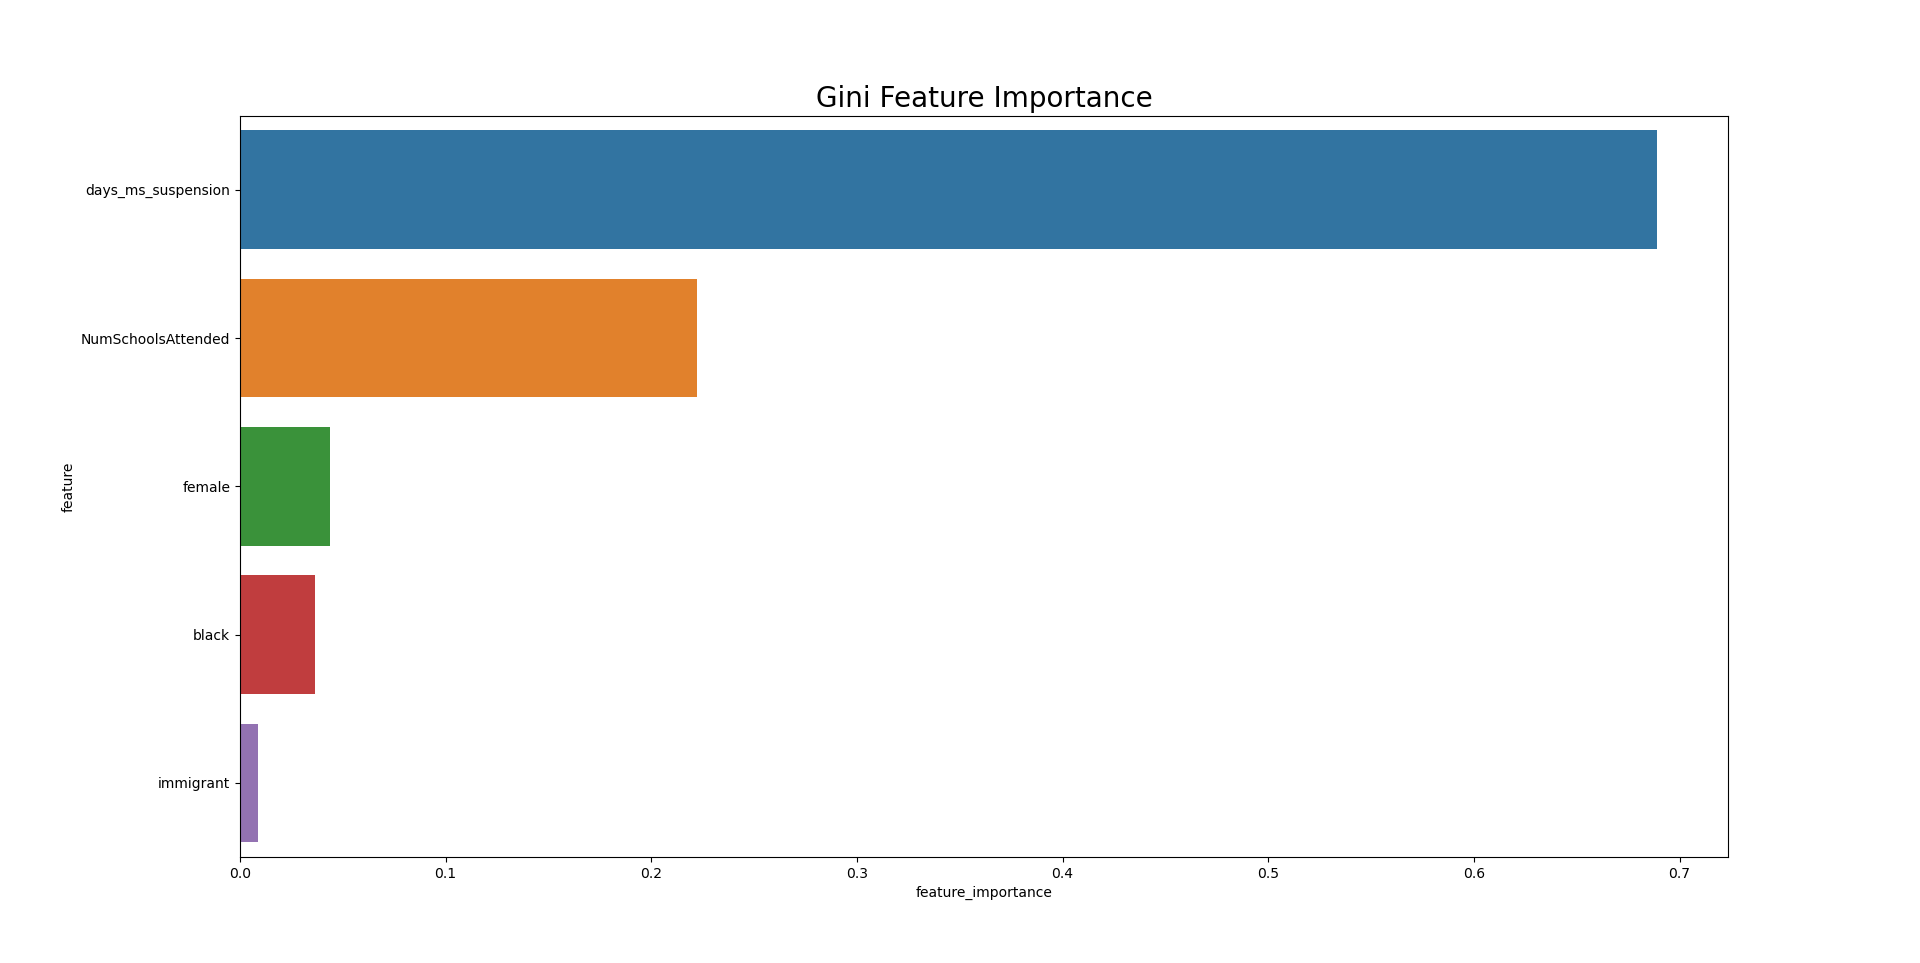 Gini Feature Importance
days_ms_suspension
NumSchoolsAttended
female
black
immigrant
feature
0.0 0.1 0.2 0.3 0.4 0.5 0.6 0.7
feature_importance